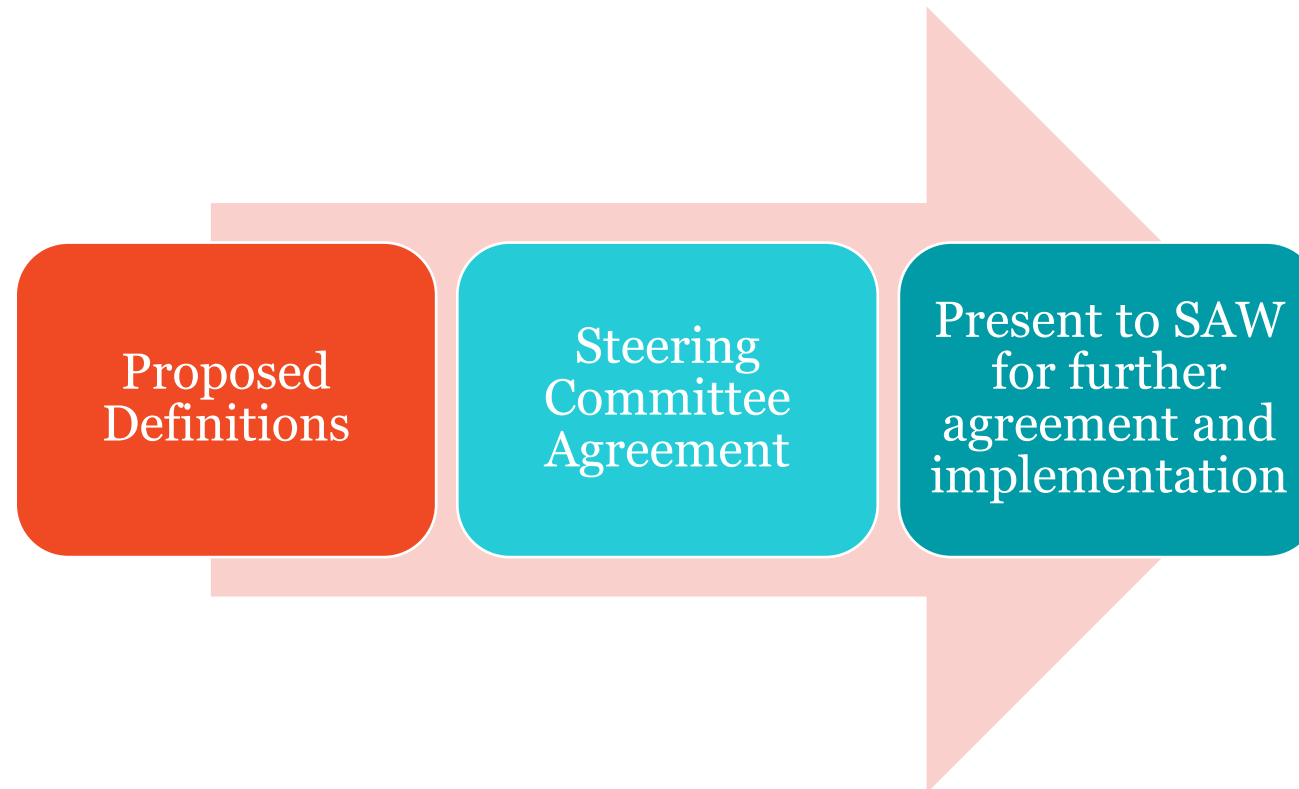 Proposed
Definitions
Steering
Committee
Agreement
Present to SAW
for further
agreement and
implementation